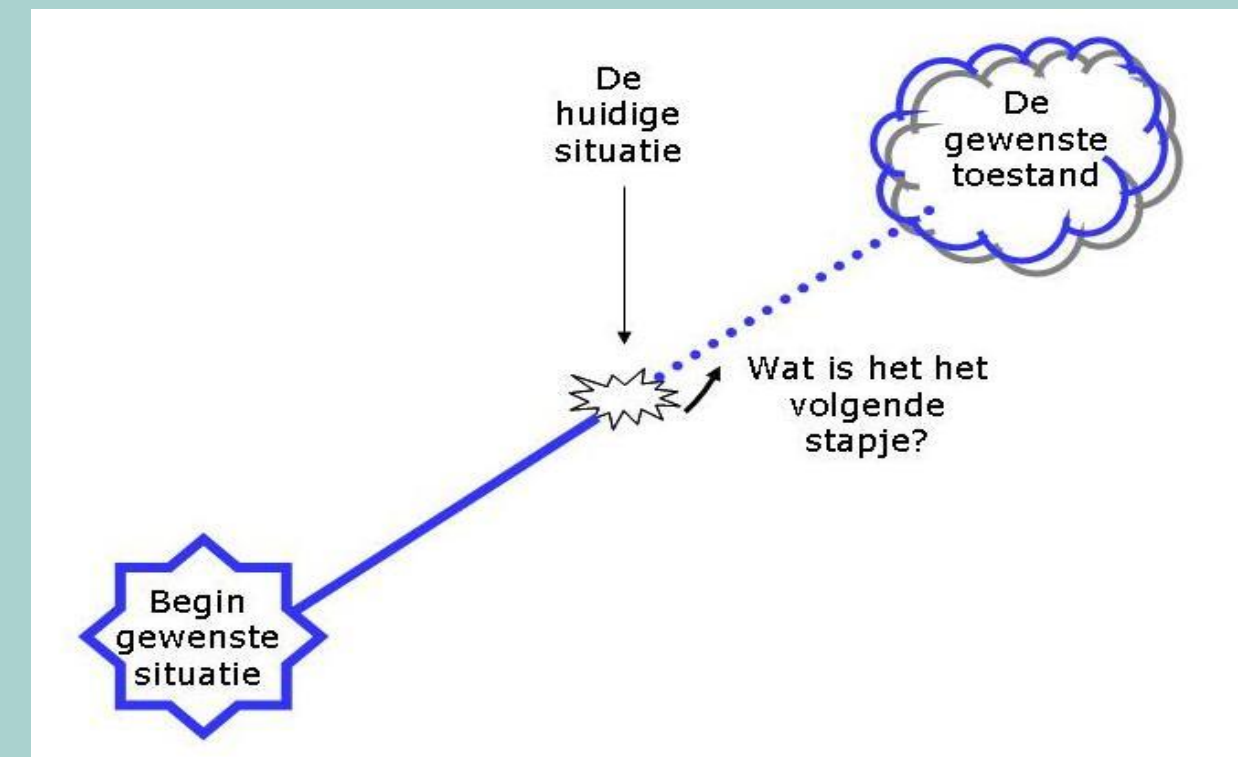 De
huidige
situatie
De
gewenste
toestand
Wat is het het
volgende
stapje?
Begin
gewenste
situatie